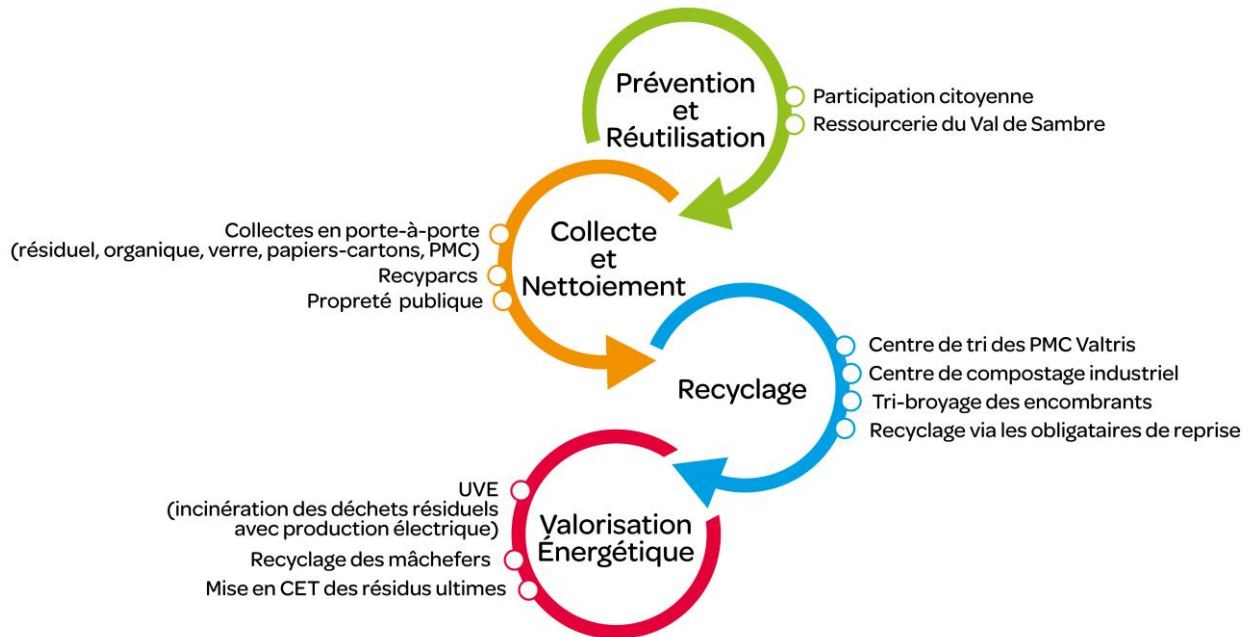 Prévention
et
Réutilisation
Participation citoyenne
Ressourcerie du Val de Sambre
Collecte
et
Nettoiement
Collectes en porte-à-porte
(résiduel, organique, verre, papiers-cartons, PMC)
Recyparcs
Propreté publique
Recyclage
Centre de tri des PMC Valtris
Centre de compostage industriel
Tri-broyage des encombrants
Recyclage via les obligataires de reprise
Valorisation
Énergétique
UVE
(incinération des déchets résiduels
avec production électrique)
Recyclage des mâchefers
Mise en CET des résidus ultimes